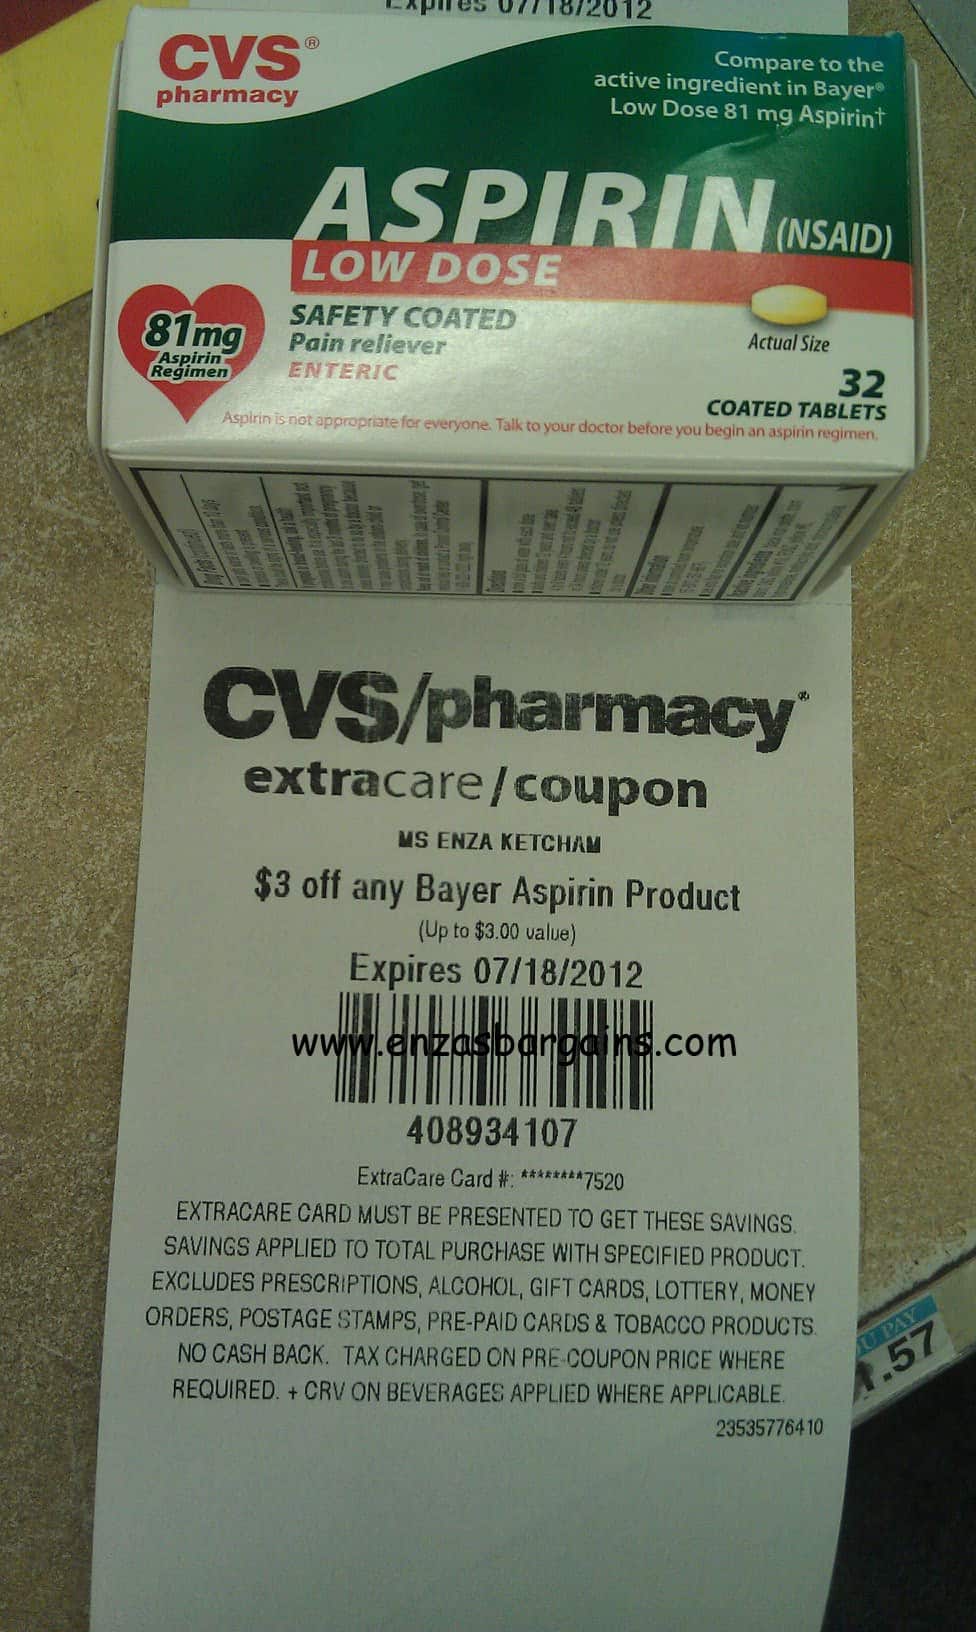 Expires 07/18/2012
CVS®
pharmacy
Compare to the
active ingredient in Bayer®
Low Dose 81 mg Aspirin†
ASPIRIN (NSAID)
LOW DOSE
81mg
Aspirin
Regimen
SAFETY COATED
Pain reliever
ENTERIC
Actual Size
32
COATED TABLETS
Aspirin is not appropriate for everyone. Talk to your doctor before you begin an aspirin regimen.
CVS/pharmacy®
extracare/coupon
MS ENZA KETCHAM
$3 off any Bayer Aspirin Product
(Up to $3.00 value)
Expires 07/18/2012
www.enzasbargains.com
408934107
ExtraCare Card #: ********7520
EXTRACARE CARD MUST BE PRESENTED TO GET THESE SAVINGS.
SAVINGS APPLIED TO TOTAL PURCHASE WITH SPECIFIED PRODUCT.
EXCLUDES PRESCRIPTIONS, ALCOHOL, GIFT CARDS, LOTTERY, MONEY
ORDERS, POSTAGE STAMPS, PRE-PAID CARDS & TOBACCO PRODUCTS.
NO CASH BACK. TAX CHARGED ON PRE-COUPON PRICE WHERE
REQUIRED. + CRV ON BEVERAGES APPLIED WHERE APPLICABLE.
23535776410
PAY
.57